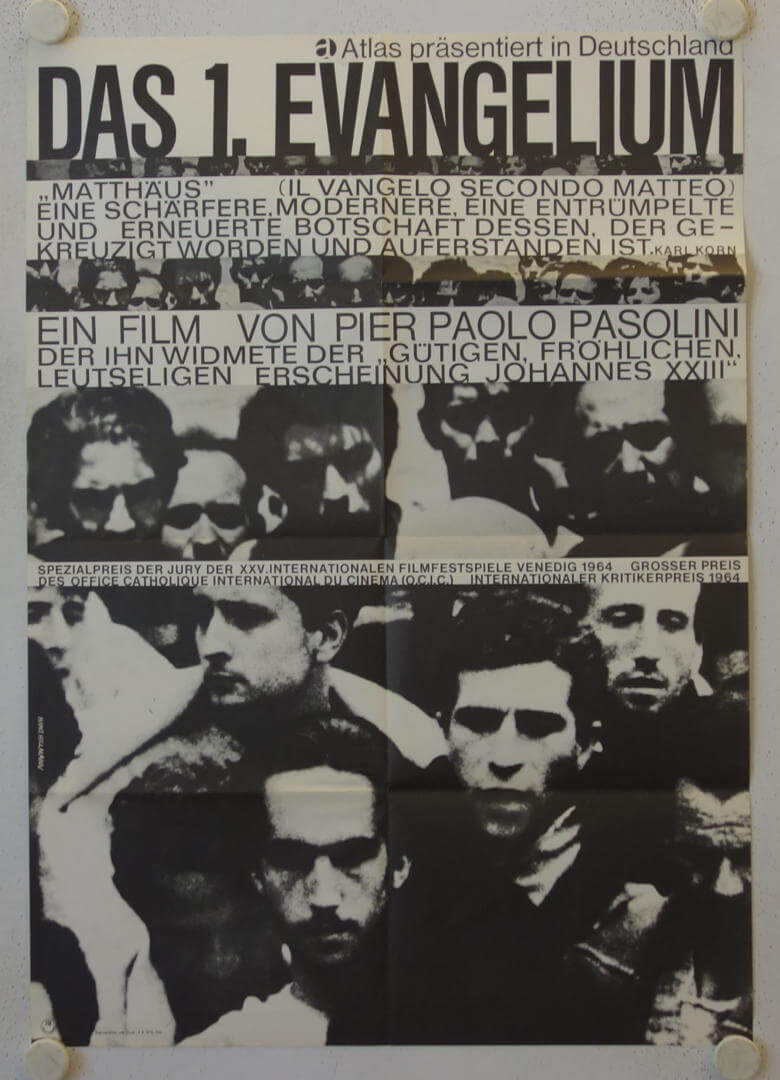 a Atlas präsentiert in Deutschland
DAS 1. EVANGELIUM
„MATTHÄUS” (IL VANGELO SECONDO MATTEO)
EINE SCHÄRFERE, MODERNERE, EINE ENTRÜMPELTE
UND ERNEUERTE BOTSCHAFT DESSEN, DER GE-
KREUZIGT WORDEN UND AUFERSTANDEN IST. KARL KORN
EIN FILM VON PIER PAOLO PASOLINI
DER IHN WIDMETE DER „GÜTIGEN, FRÖHLICHEN,
LEUTSELIGEN ERSCHEINUNG JOHANNES XXIII“
SPEZIALPREIS DER JURY DER XXV. INTERNATIONALEN FILMFESTSPIELE VENEDIG 1964 GROSSER PREIS
DES OFFICE CATHOLIQUE INTERNATIONAL DU CINEMA (O.C.I.C.) INTERNATIONALER KRITIKERPREIS 1964